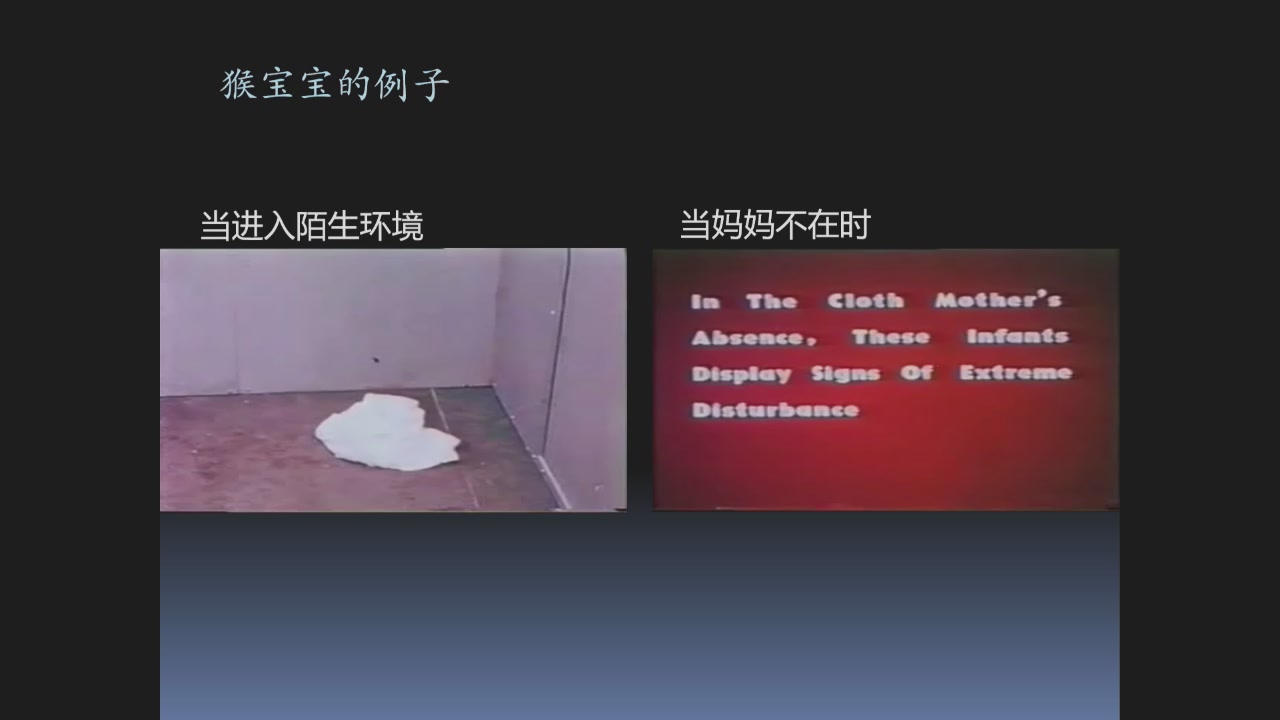 猴宝宝的例子
当进入陌生环境
当妈妈不在时
In The Cloth Mother's
Absence, These Infants
Display Signs Of Extreme
Disturbance